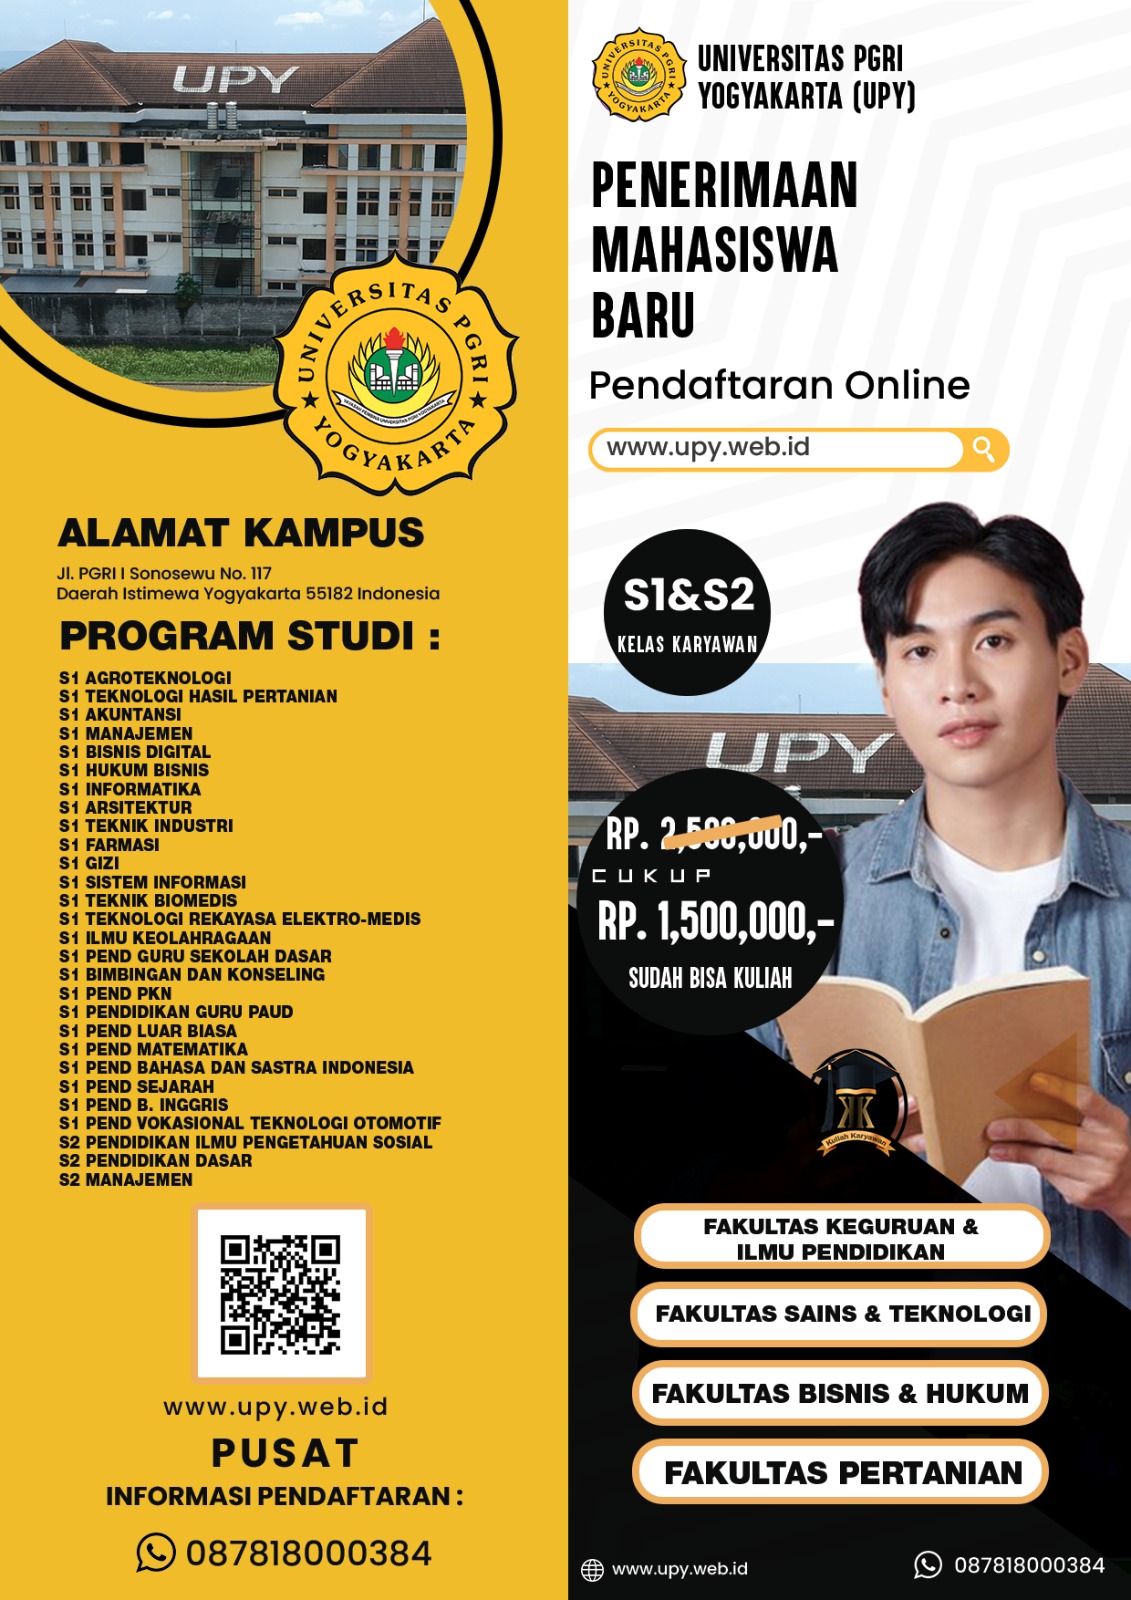 UPY
UNIVERSITAS PGRI
YOGYAKARTA
ALAMAT KAMPUS
Jl. PGRI I Sonosewu No. 117
Daerah Istimewa Yogyakarta 55182 Indonesia
PROGRAM STUDI :
S1 AGROTEKNOLOGI
S1 TEKNOLOGI HASIL PERTANIAN
S1 AKUNTANSI
S1 MANAJEMEN
S1 BISNIS DIGITAL
S1 HUKUM BISNIS
S1 INFORMATIKA
S1 ARSITEKTUR
S1 TEKNIK INDUSTRI
S1 FARMASI
S1 GIZI
S1 SISTEM INFORMASI
S1 TEKNIK BIOMEDIS
S1 TEKNOLOGI REKAYASA ELEKTRO-MEDIS
S1 ILMU KEOLAHRAGAAN
S1 PEND GURU SEKOLAH DASAR
S1 BIMBINGAN DAN KONSELING
S1 PEND PKN
S1 PENDIDIKAN GURU PAUD
S1 PEND LUAR BIASA
S1 PEND MATEMATIKA
S1 PEND BAHASA DAN SASTRA INDONESIA
S1 PEND SEJARAH
S1 PEND B. INGGRIS
S1 PEND VOKASIONAL TEKNOLOGI OTOMOTIF
S2 PENDIDIKAN ILMU PENGETAHUAN SOSIAL
S2 PENDIDIKAN DASAR
S2 MANAJEMEN
www.upy.web.id
PUSAT
INFORMASI PENDAFTARAN :
087818000384
UNIVERSITAS PGRI
YOGYAKARTA
UNIVERSITAS PGRI
YOGYAKARTA (UPY)
PENERIMAAN
MAHASISWA
BARU
Pendaftaran Online
www.upy.web.id
S1&S2
KELAS KARYAWAN
UPY
RP. 2,500,000,-
CUKUP
RP. 1,500,000,-
SUDAH BISA KULIAH
KK
Kuliah Karyawan
FAKULTAS KEGURUAN &
ILMU PENDIDIKAN
FAKULTAS SAINS & TEKNOLOGI
FAKULTAS BISNIS & HUKUM
FAKULTAS PERTANIAN
www.upy.web.id
087818000384